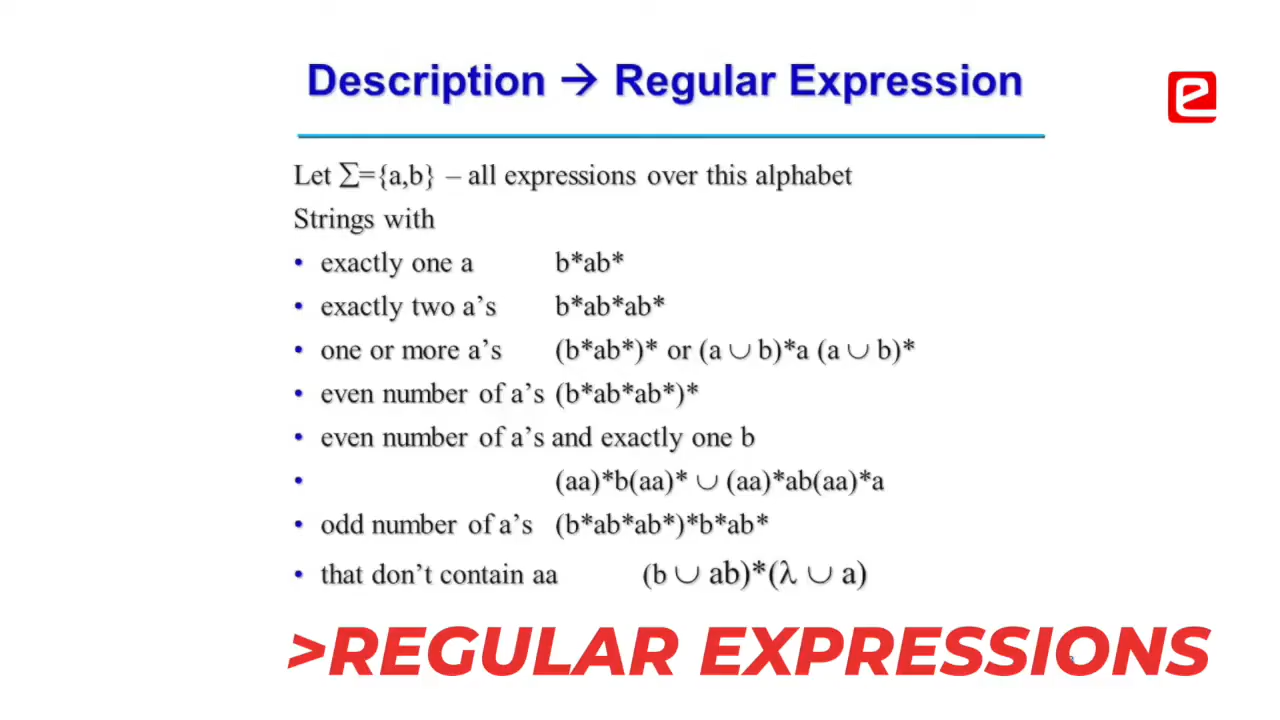 Description → Regular Expression
e
Let ∑={a,b} – all expressions over this alphabet
Strings with
• exactly one a b*ab*
• exactly two a’s b*ab*ab*
• one or more a’s (b*ab*)* or (a ∪ b)*a (a ∪ b)*
• even number of a’s (b*ab*ab*)*
• even number of a’s and exactly one b
• (aa)*b(aa)* ∪ (aa)*ab(aa)*a
• odd number of a’s (b*ab*ab*)*b*ab*
• that don’t contain aa (b ∪ ab)*(λ ∪ a)
>REGULAR EXPRESSIONS